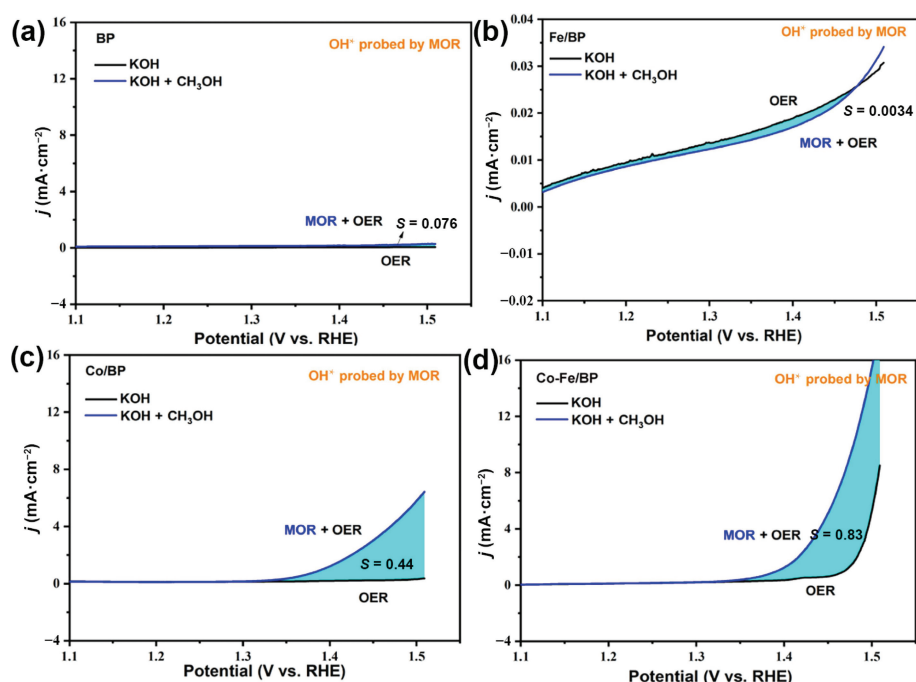 (a)
BP
OH* probed by MOR
KOH
KOH + CH₃OH
MOR + OER
S = 0.076
OER
j (mA·cm⁻²)
16
12
8
4
0
−4
1.1
1.2
1.3
1.4
1.5
Potential (V vs. RHE)
(b)
Fe/BP
OH* probed by MOR
KOH
KOH + CH₃OH
OER
S = 0.0034
MOR + OER
j (mA·cm⁻²)
0.04
0.03
0.02
0.01
0.00
−0.01
−0.02
1.1
1.2
1.3
1.4
1.5
Potential (V vs. RHE)
(c)
Co/BP
OH* probed by MOR
KOH
KOH + CH₃OH
MOR + OER
S = 0.44
OER
j (mA·cm⁻²)
16
12
8
4
0
−4
1.1
1.2
1.3
1.4
1.5
Potential (V vs. RHE)
(d)
Co-Fe/BP
OH* probed by MOR
KOH
KOH + CH₃OH
MOR + OER S = 0.83
OER
j (mA·cm⁻²)
16
12
8
4
0
−4
1.1
1.2
1.3
1.4
1.5
Potential (V vs. RHE)